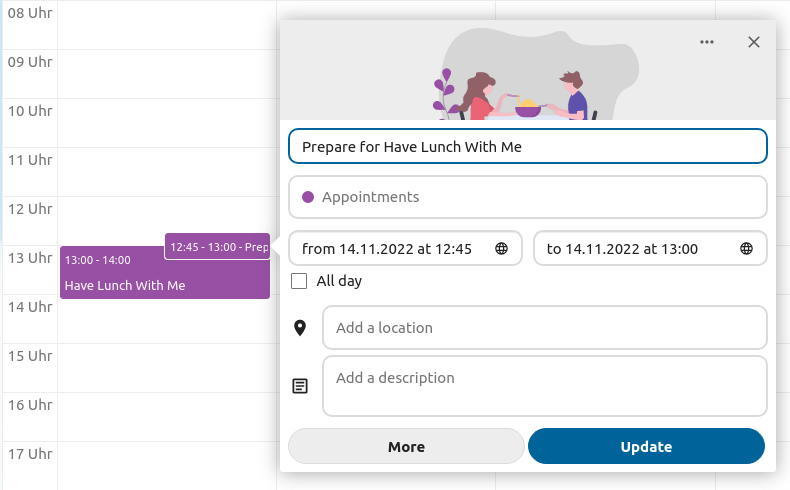 08 Uhr
09 Uhr
10 Uhr
11 Uhr
12 Uhr
13 Uhr
14 Uhr
15 Uhr
16 Uhr
17 Uhr
12:45 - 13:00 - Prep
13:00 - 14:00
Have Lunch With Me
Prepare for Have Lunch With Me
Appointments
from 14.11.2022 at 12:45
to 14.11.2022 at 13:00
All day
Add a location
Add a description
More
Update